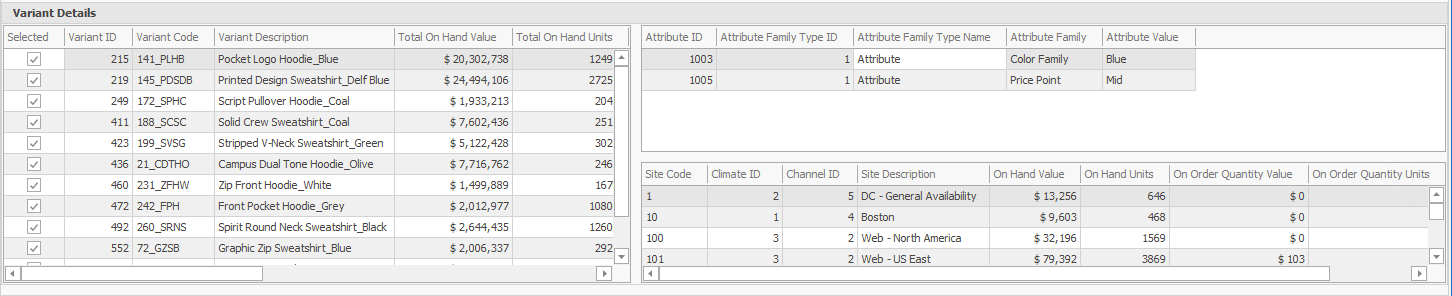 Variant Details
Selected Variant ID Variant Code Variant Description Total On Hand Value Total On Hand Units
215 141_PLHB Pocket Logo Hoodie_Blue $ 20,302,738 1249
219 145_PDSDB Printed Design Sweatshirt_Delf Blue $ 24,494,106 2725
249 172_SPHC Script Pullover Hoodie_Coal $ 1,933,213 204
411 188_SCSC Solid Crew Sweatshirt_Coal $ 7,602,436 251
423 199_SVSG Stripped V-Neck Sweatshirt_Green $ 5,122,428 302
436 21_CDTHO Campus Dual Tone Hoodie_Olive $ 7,716,762 246
460 231_ZFHW Zip Front Hoodie_White $ 1,499,889 167
472 242_FPH Front Pocket Hoodie_Grey $ 2,012,977 1080
492 260_SRNS Spirit Round Neck Sweatshirt_Black $ 2,644,435 1260
552 72_GZSB Graphic Zip Sweatshirt_Blue $ 2,006,337 292
Attribute ID Attribute Family Type ID Attribute Family Type Name Attribute Family Attribute Value
1003 1 Attribute Color Family Blue
1005 1 Attribute Price Point Mid
Site Code Climate ID Channel ID Site Description On Hand Value On Hand Units On Order Quantity Value On Order Quantity Units
1 2 5 DC - General Availability $ 13,256 646 $ 0
10 1 4 Boston $ 9,603 468 $ 0
100 3 2 Web - North America $ 32,196 1569 $ 0
101 3 2 Web - US East $ 79,392 3869 $ 103